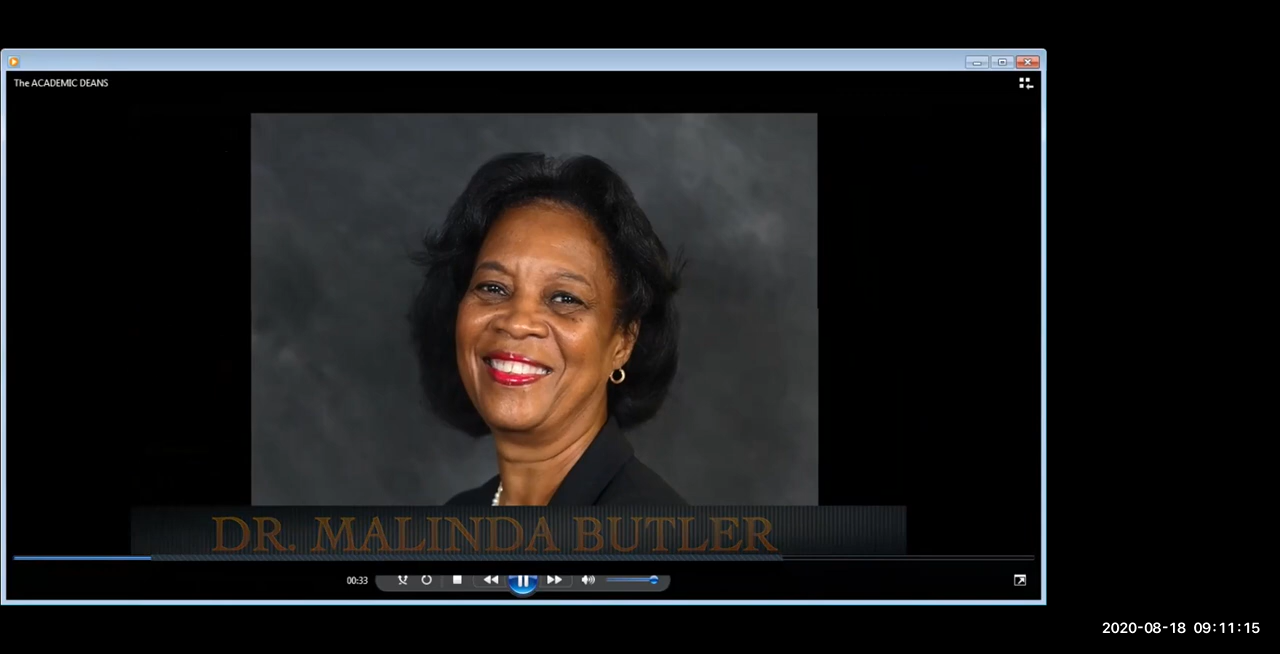 The ACADEMIC DEANS
DR. MALINDA BUTLER
00:33
2020-08-18 09:11:15